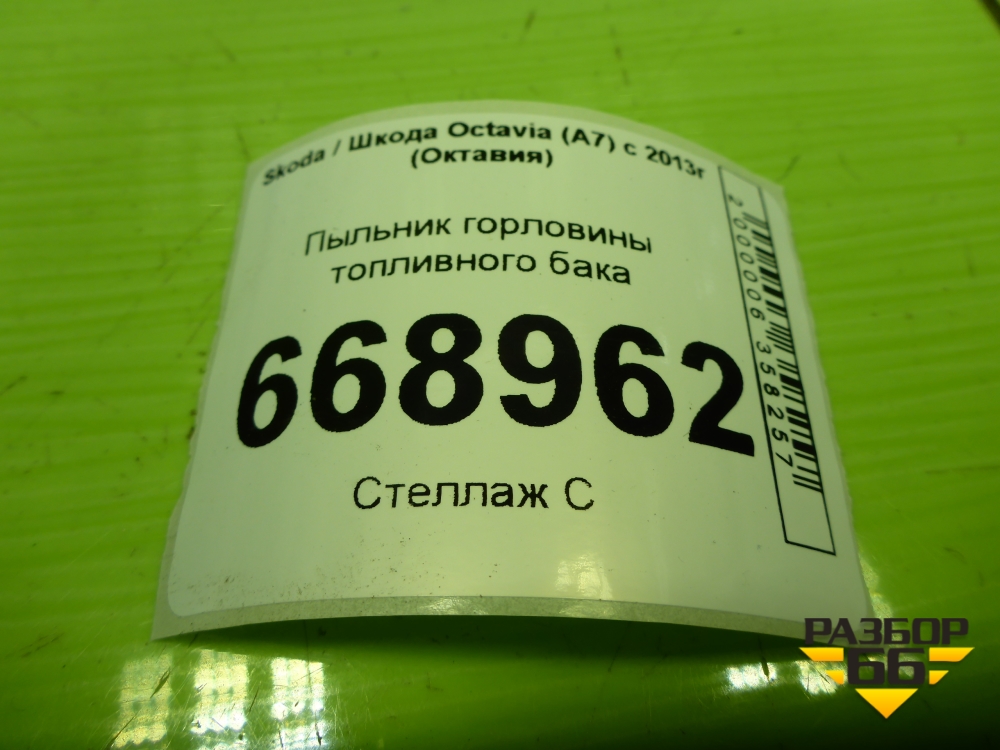 Skoda / Шкода Octavia (A7) с 2013г
(Октавия)
Пыльник горловины
топливного бака
668962
Стеллаж С
2000006358257
РАЗБОР
66